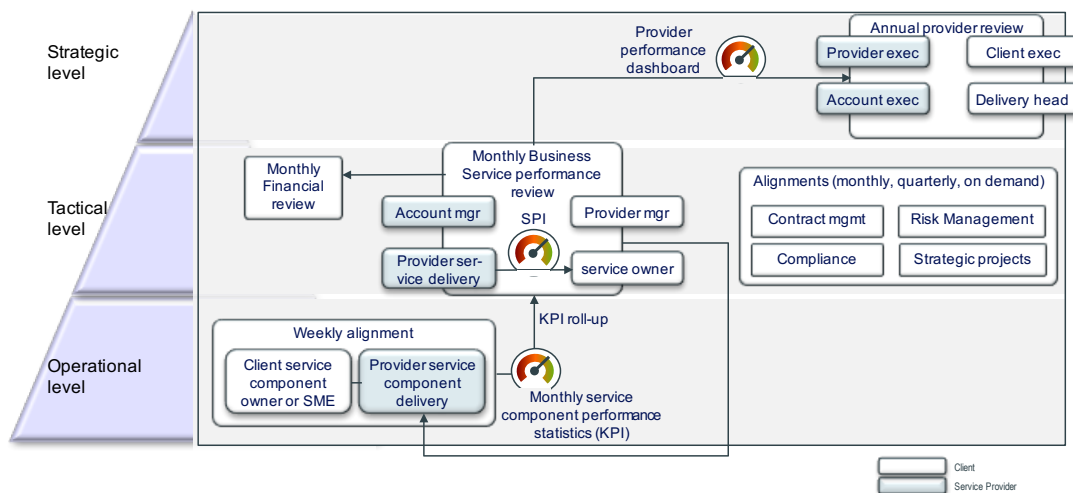 Strategic
level
Tactical
level
Operational
level
Provider
performance
dashboard
Annual provider review
Provider exec
Client exec
Account exec
Delivery head
Monthly
Financial
review
Monthly Business
Service performance
review
Account mgr
Provider mgr
SPI
Provider ser-
vice delivery
service owner
Alignments (monthly, quarterly, on demand)
Contract mgmt
Risk Management
Compliance
Strategic projects
KPI roll-up
Weekly alignment
Client service
component
owner or SME
Provider service
component
delivery
Monthly service
component performance
statistics (KPI)
Client
Service Provider